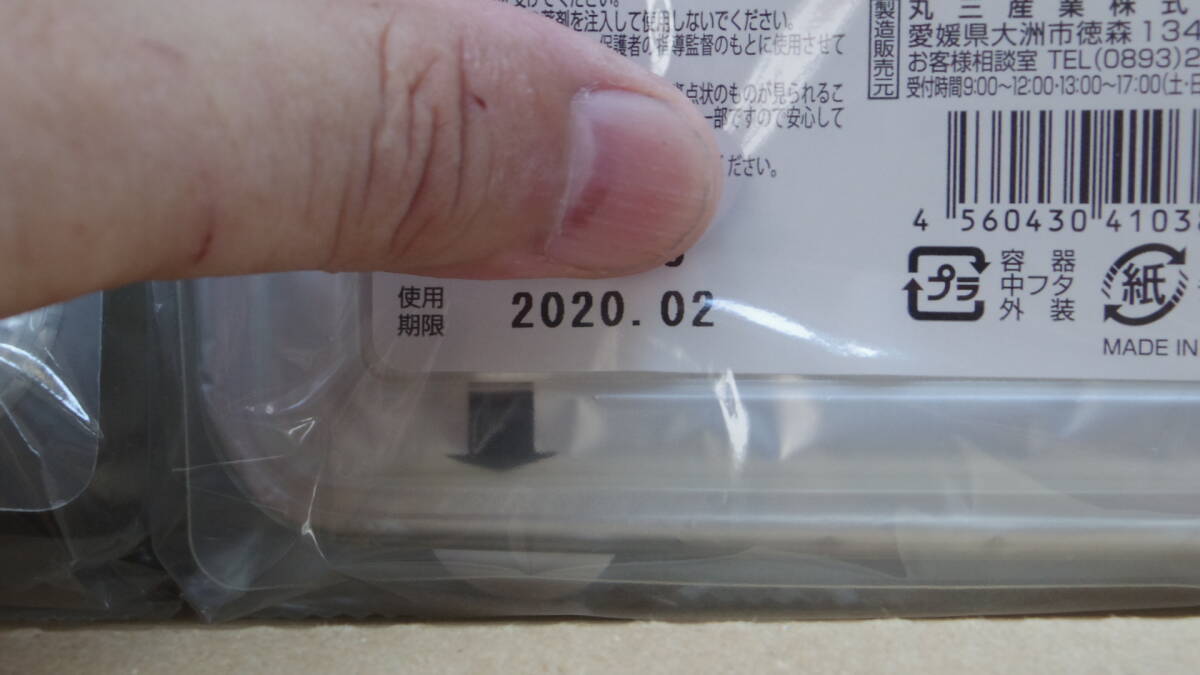 てください。
薬剤を注入して使用しないでください。
保護者の指導監督のもとに使用させて
点状のものが見られるこ
一部ですので安心して
ください。
製造販売元
丸三産業株式
愛媛県大洲市徳森134
お客様相談室 TEL(0893)2
受付時間9:00～12:00・13:00～17:00(土・日
4 560430 4103
プラ
容器
中フタ
外装
紙
MADE IN
使用
期限
2020.02